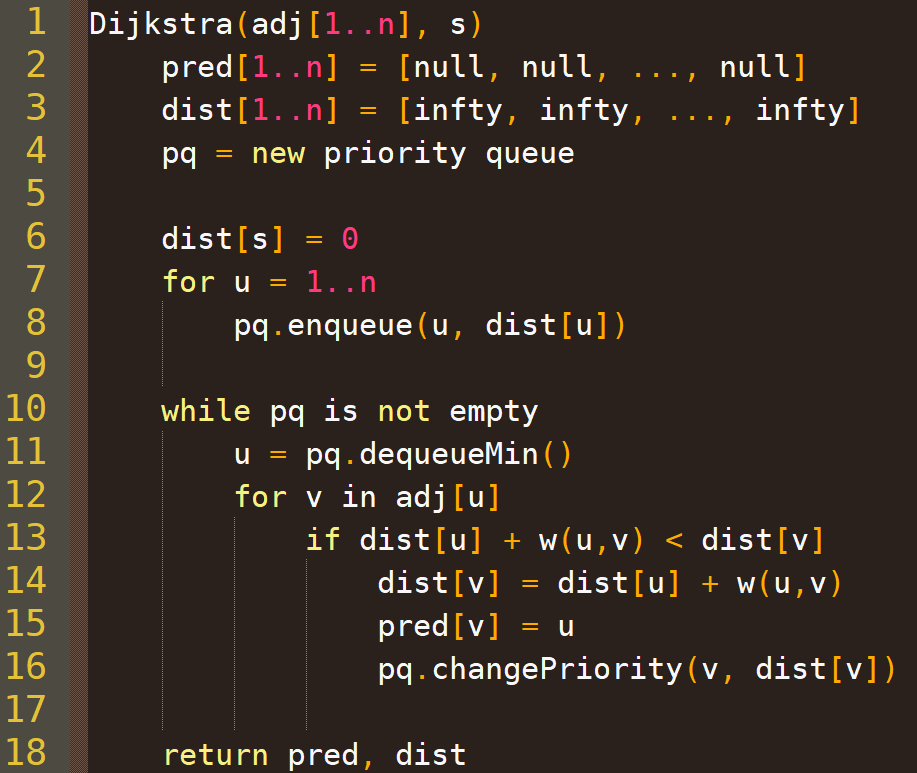 1 Dijkstra(adj[1..n], s)
2     pred[1..n] = [null, null, ..., null]
3     dist[1..n] = [infty, infty, ..., infty]
4     pq = new priority queue
5
6     dist[s] = 0
7     for u = 1..n
8         pq.enqueue(u, dist[u])
9
10     while pq is not empty
11         u = pq.dequeueMin()
12         for v in adj[u]
13             if dist[u] + w(u,v) < dist[v]
14                 dist[v] = dist[u] + w(u,v)
15                 pred[v] = u
16                 pq.changePriority(v, dist[v])
17
18     return pred, dist